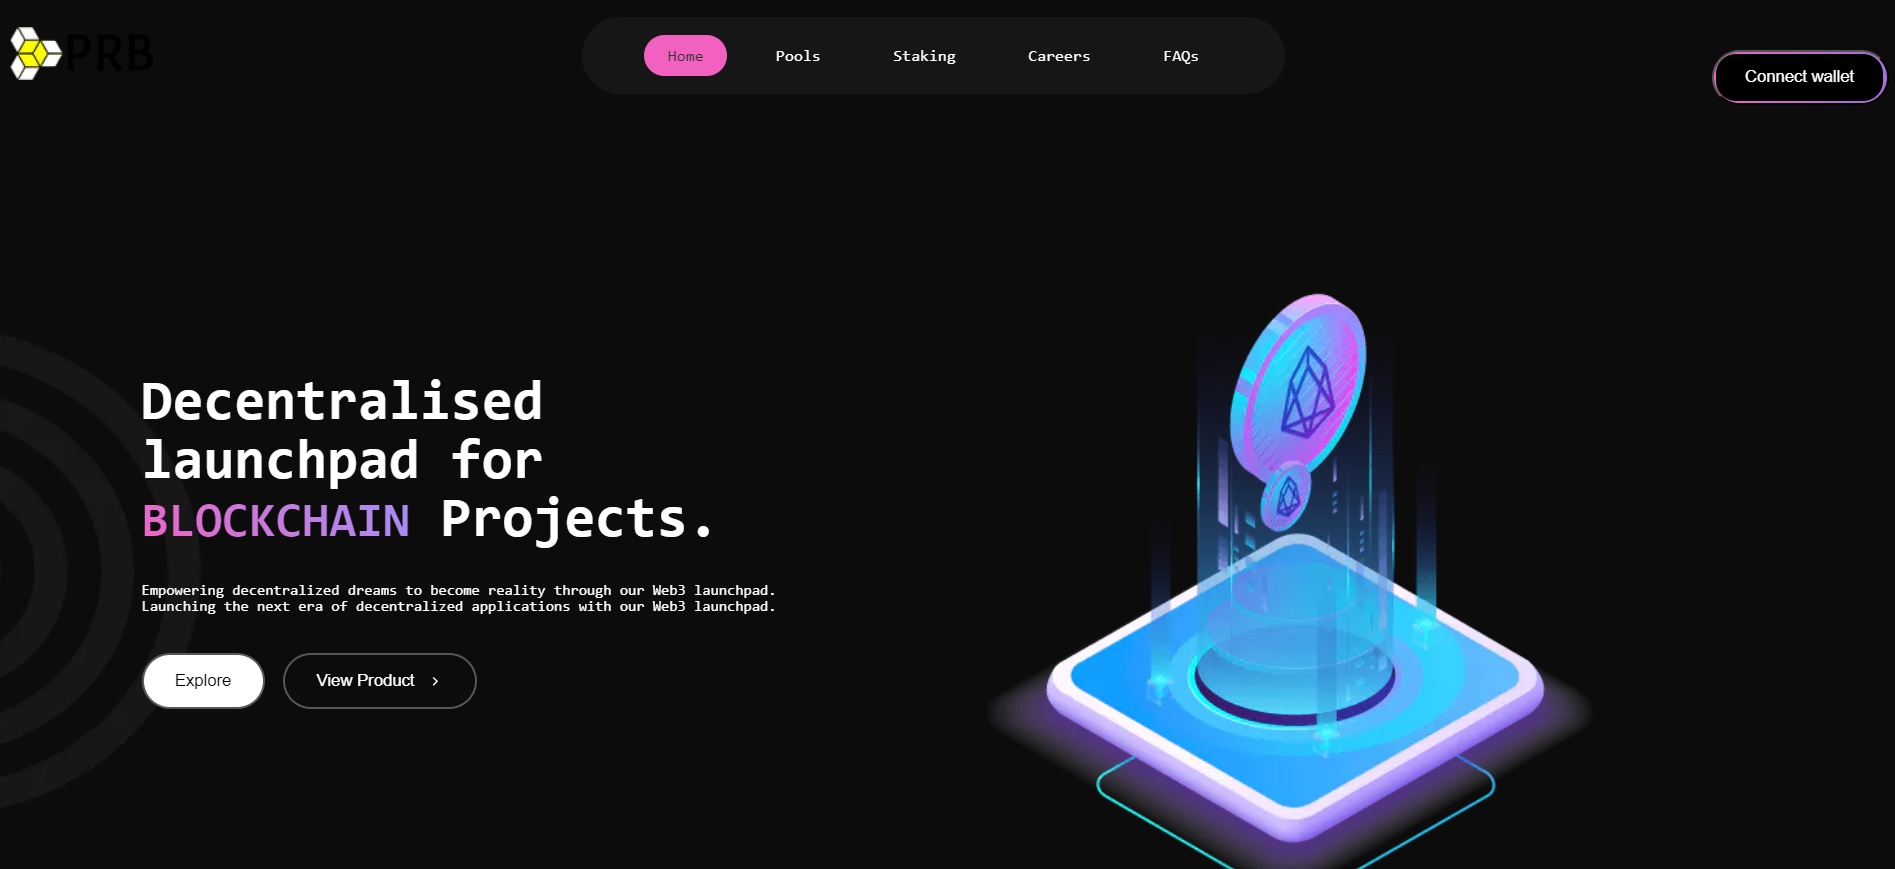 PRB
Home
Pools
Staking
Careers
FAQs
Connect wallet
Decentralised
launchpad for
BLOCKCHAIN Projects.
Empowering decentralized dreams to become reality through our Web3 launchpad.
Launching the next era of decentralized applications with our Web3 launchpad.
Explore
View Product >